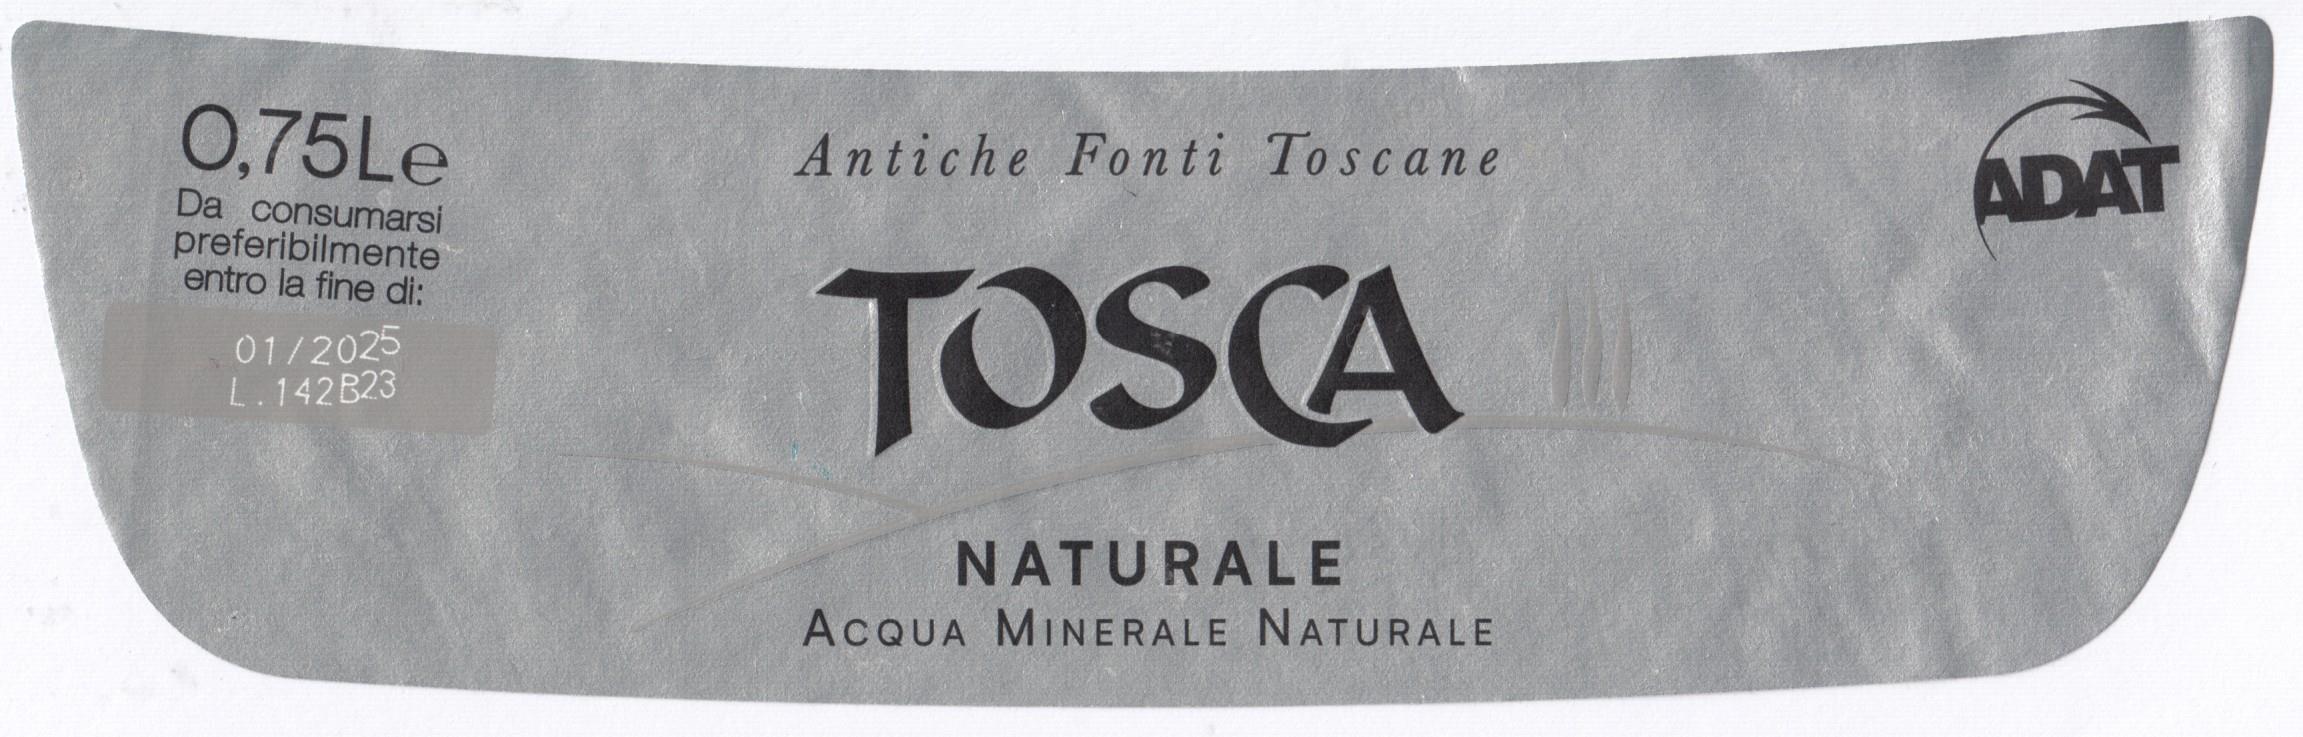 0,75L℮
Da consumarsi
preferibilmente
entro la fine di:
01/2025
L.142B23
Antiche Fonti Toscane
TOSCA
NATURALE
ACQUA MINERALE NATURALE
ADAT